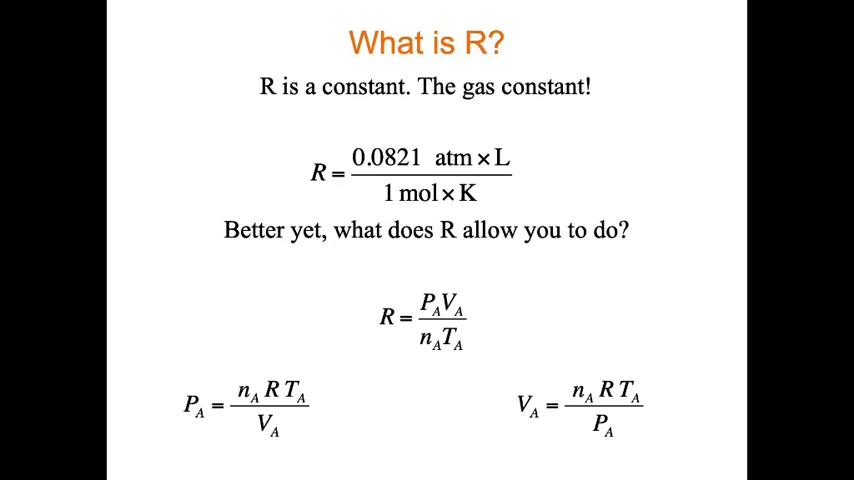 What is R?
R is a constant. The gas constant!
R = 0.0821 atm × L / 1 mol × K
Better yet, what does R allow you to do?
R = P_A V_A / n_A T_A
P_A = n_A R T_A / V_A
V_A = n_A R T_A / P_A